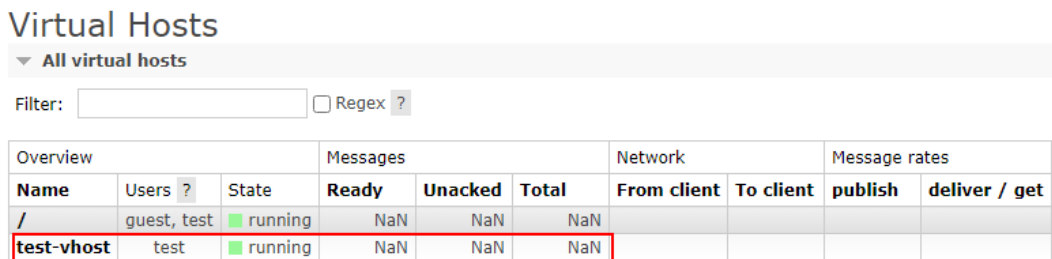 Virtual Hosts
All virtual hosts
Filter: Regex ?
Overview Messages Network Message rates
Name Users ? State Ready Unacked Total From client To client publish deliver / get
/ guest, test running NaN NaN NaN
test-vhost test running NaN NaN NaN